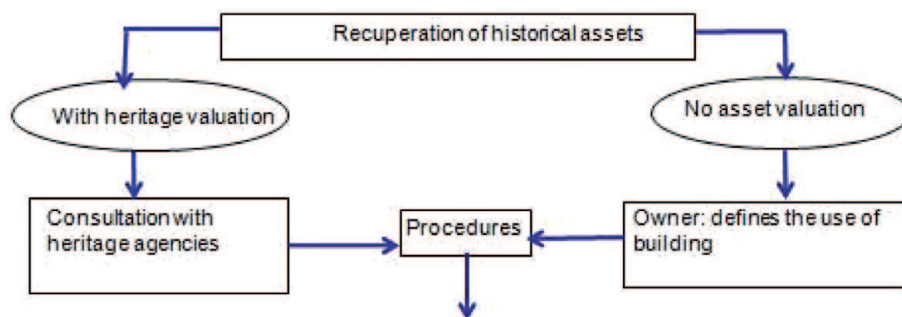 Recuperation of historical assets
With heritage valuation
No asset valuation
Consultation with
heritage agencies
Procedures
Owner: defines the use of
building